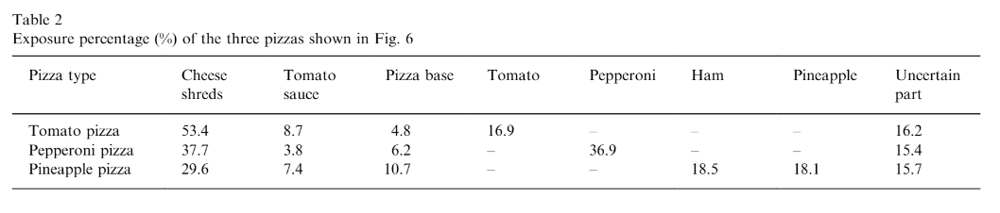 Table 2
Exposure percentage (%) of the three pizzas shown in Fig. 6
Pizza type Cheese shreds Tomato sauce Pizza base Tomato Pepperoni Ham Pineapple Uncertain part
Tomato pizza 53.4 8.7 4.8 16.9 – – – 16.2
Pepperoni pizza 37.7 3.8 6.2 – 36.9 – – 15.4
Pineapple pizza 29.6 7.4 10.7 – – 18.5 18.1 15.7